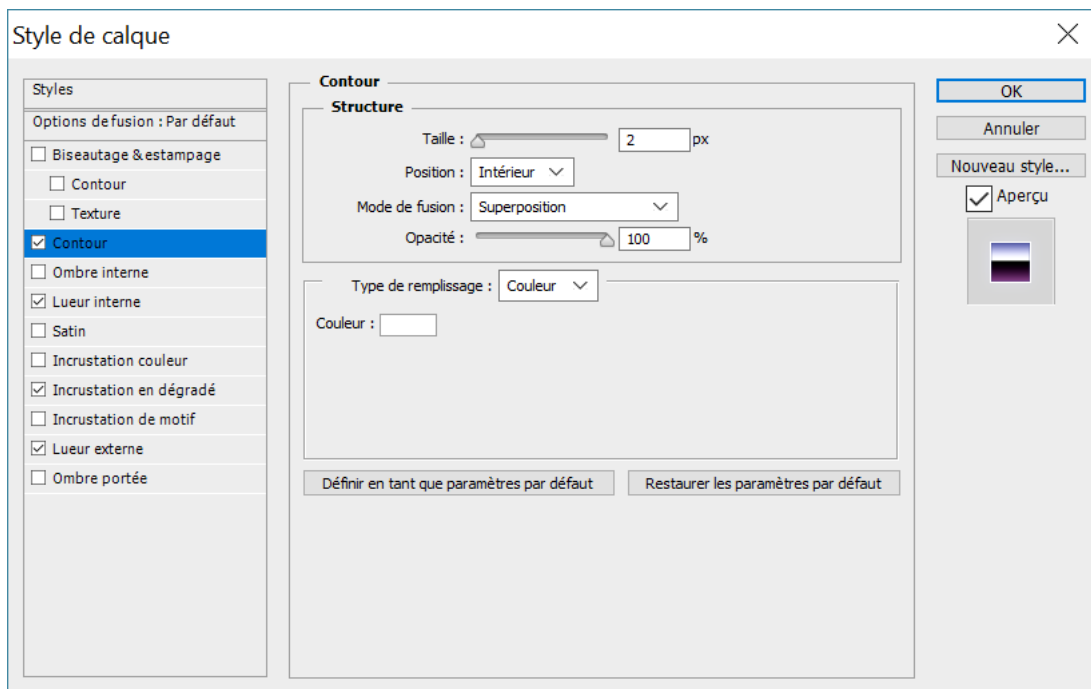 Style de calque
Styles
Options de fusion : Par défaut
Biseautage & estampage
Contour
Texture
Contour
Ombre interne
Lueur interne
Satin
Incrustation couleur
Incrustation en dégradé
Incrustation de motif
Lueur externe
Ombre portée
Contour
Structure
Taille : 2 px
Position : Intérieur
Mode de fusion : Superposition
Opacité : 100 %
Type de remplissage : Couleur
Couleur :
Définir en tant que paramètres par défaut Restaurer les paramètres par défaut
OK
Annuler
Nouveau style...
Aperçu